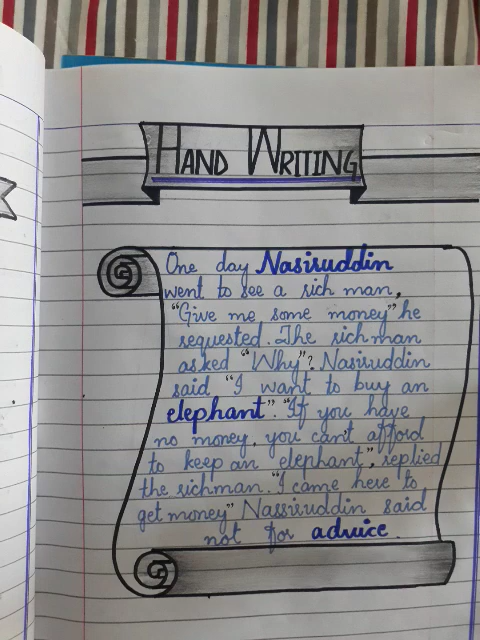 HAND WRITING
One day Nasiruddin
went to see a rich man,
"Give me some money" he
requested. The richman
asked "Why"? Nasiruddin
said "I want to buy an
elephant". "If you have
no money, you can't afford
to keep an elephant", replied
the richman. "I came here to
get money" Nassiruddin said
not for advice.